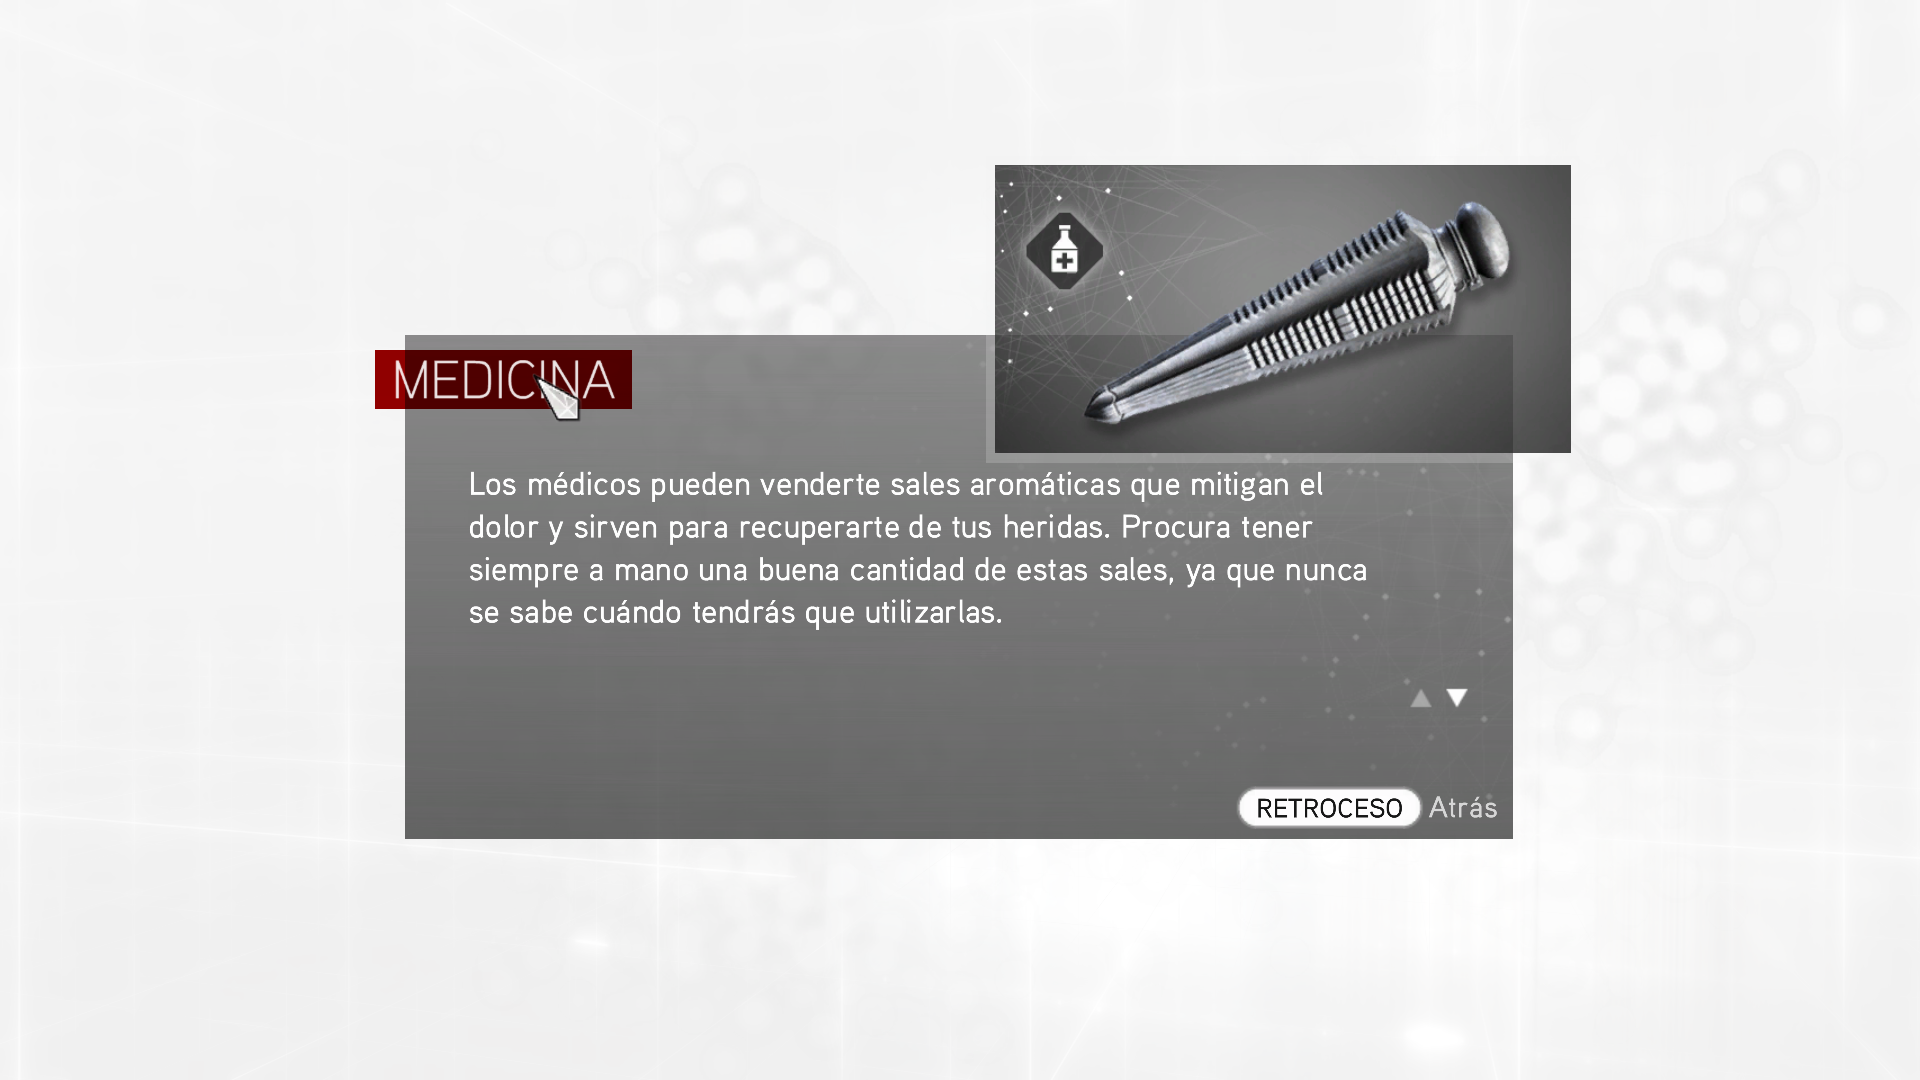 MEDICINA
Los médicos pueden venderte sales aromáticas que mitigan el
dolor y sirven para recuperarte de tus heridas. Procura tener
siempre a mano una buena cantidad de estas sales, ya que nunca
se sabe cuándo tendrás que utilizarlas.
RETROCESO Atrás